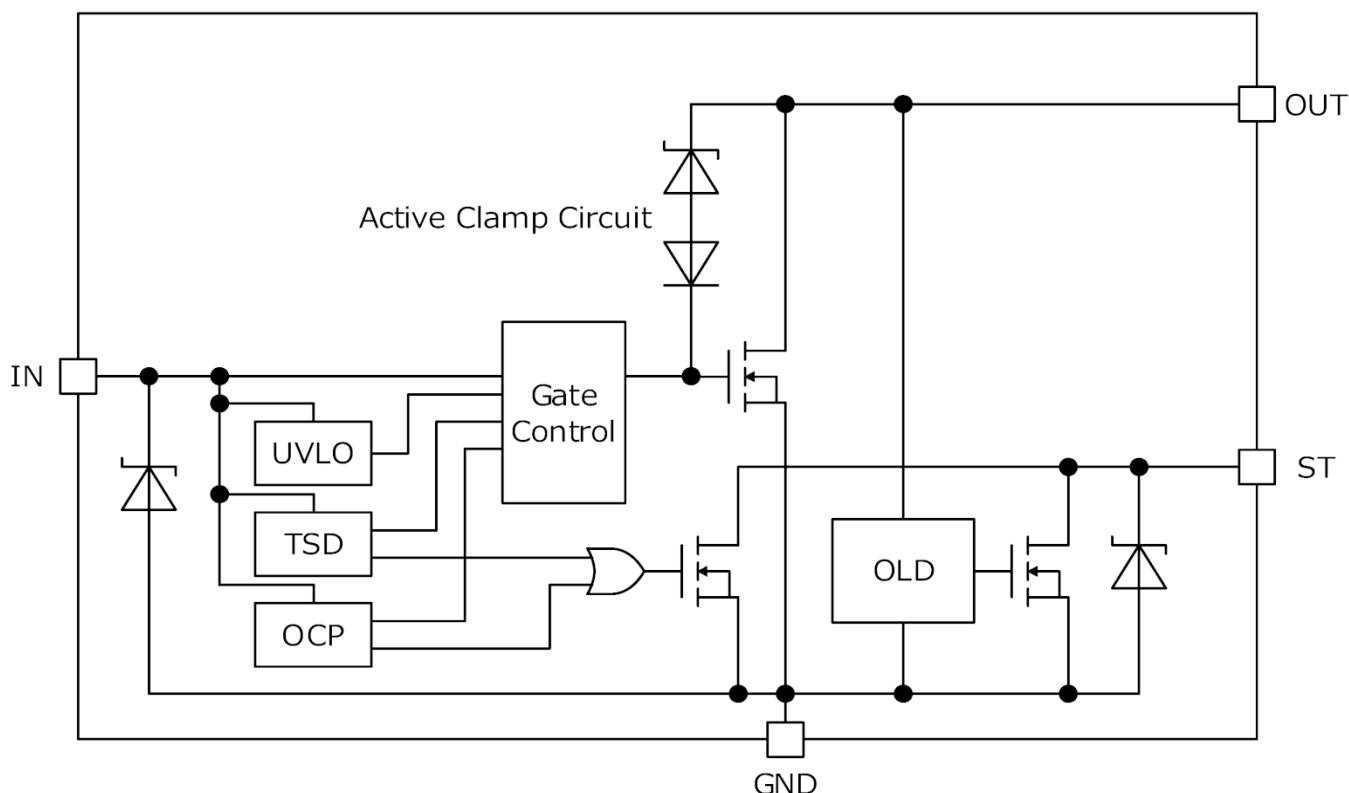 OUT
Active Clamp Circuit
IN
Gate
Control
UVLO
ST
TSD
OLD
OCP
GND